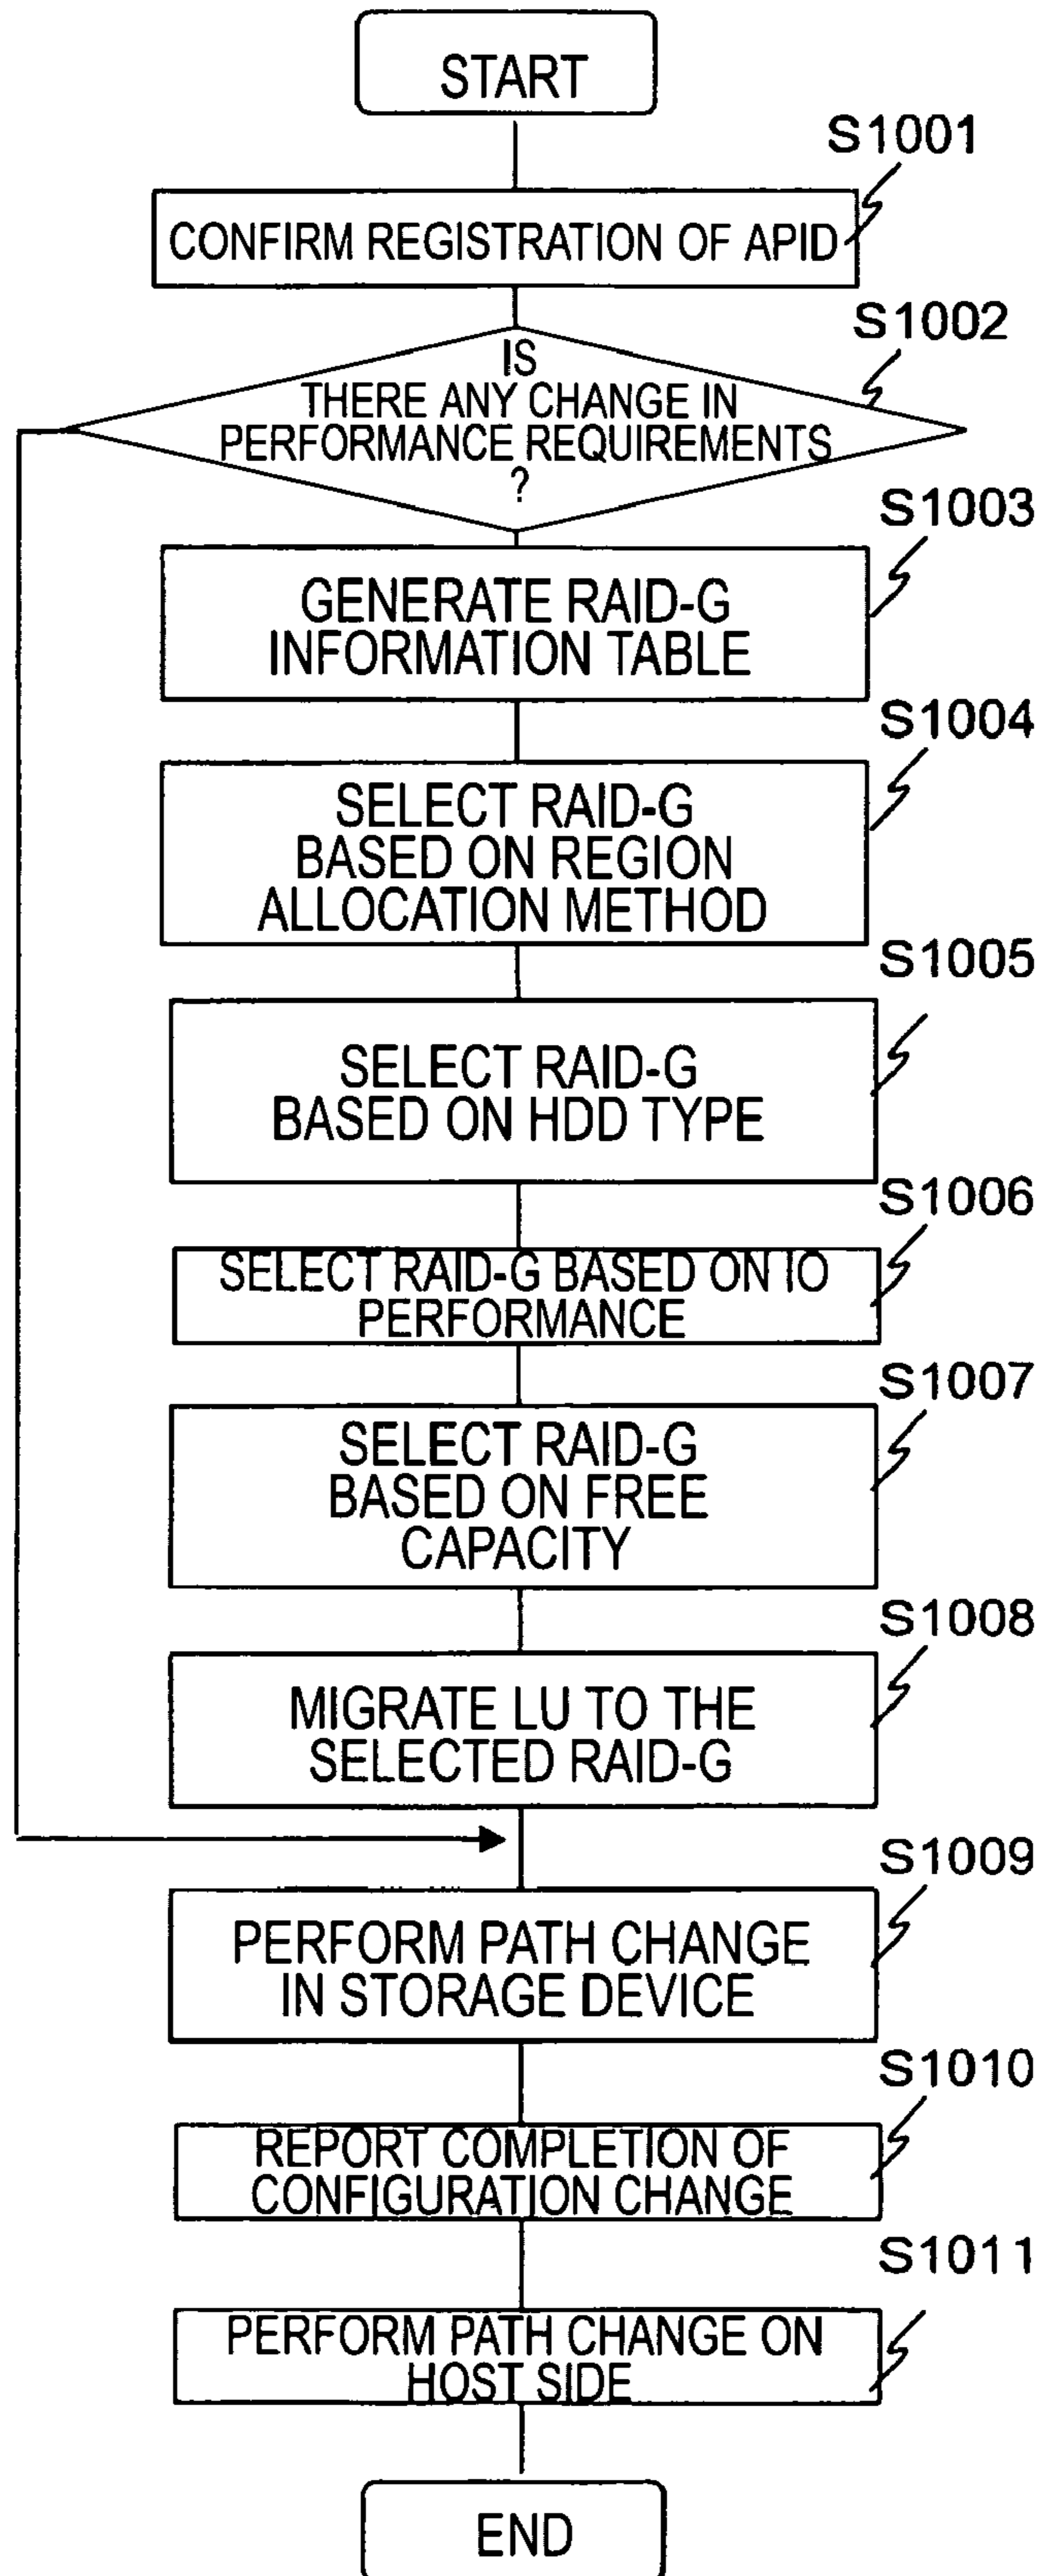 START
S1001
CONFIRM REGISTRATION OF APID
S1002
IS
THERE ANY CHANGE IN
PERFORMANCE REQUIREMENTS
?
S1003
GENERATE RAID-G
INFORMATION TABLE
S1004
SELECT RAID-G
BASED ON REGION
ALLOCATION METHOD
S1005
SELECT RAID-G
BASED ON HDD TYPE
S1006
SELECT RAID-G BASED ON IO
PERFORMANCE
S1007
SELECT RAID-G
BASED ON FREE
CAPACITY
S1008
MIGRATE LU TO THE
SELECTED RAID-G
S1009
PERFORM PATH CHANGE
IN STORAGE DEVICE
S1010
REPORT COMPLETION OF
CONFIGURATION CHANGE
S1011
PERFORM PATH CHANGE ON
HOST SIDE
END